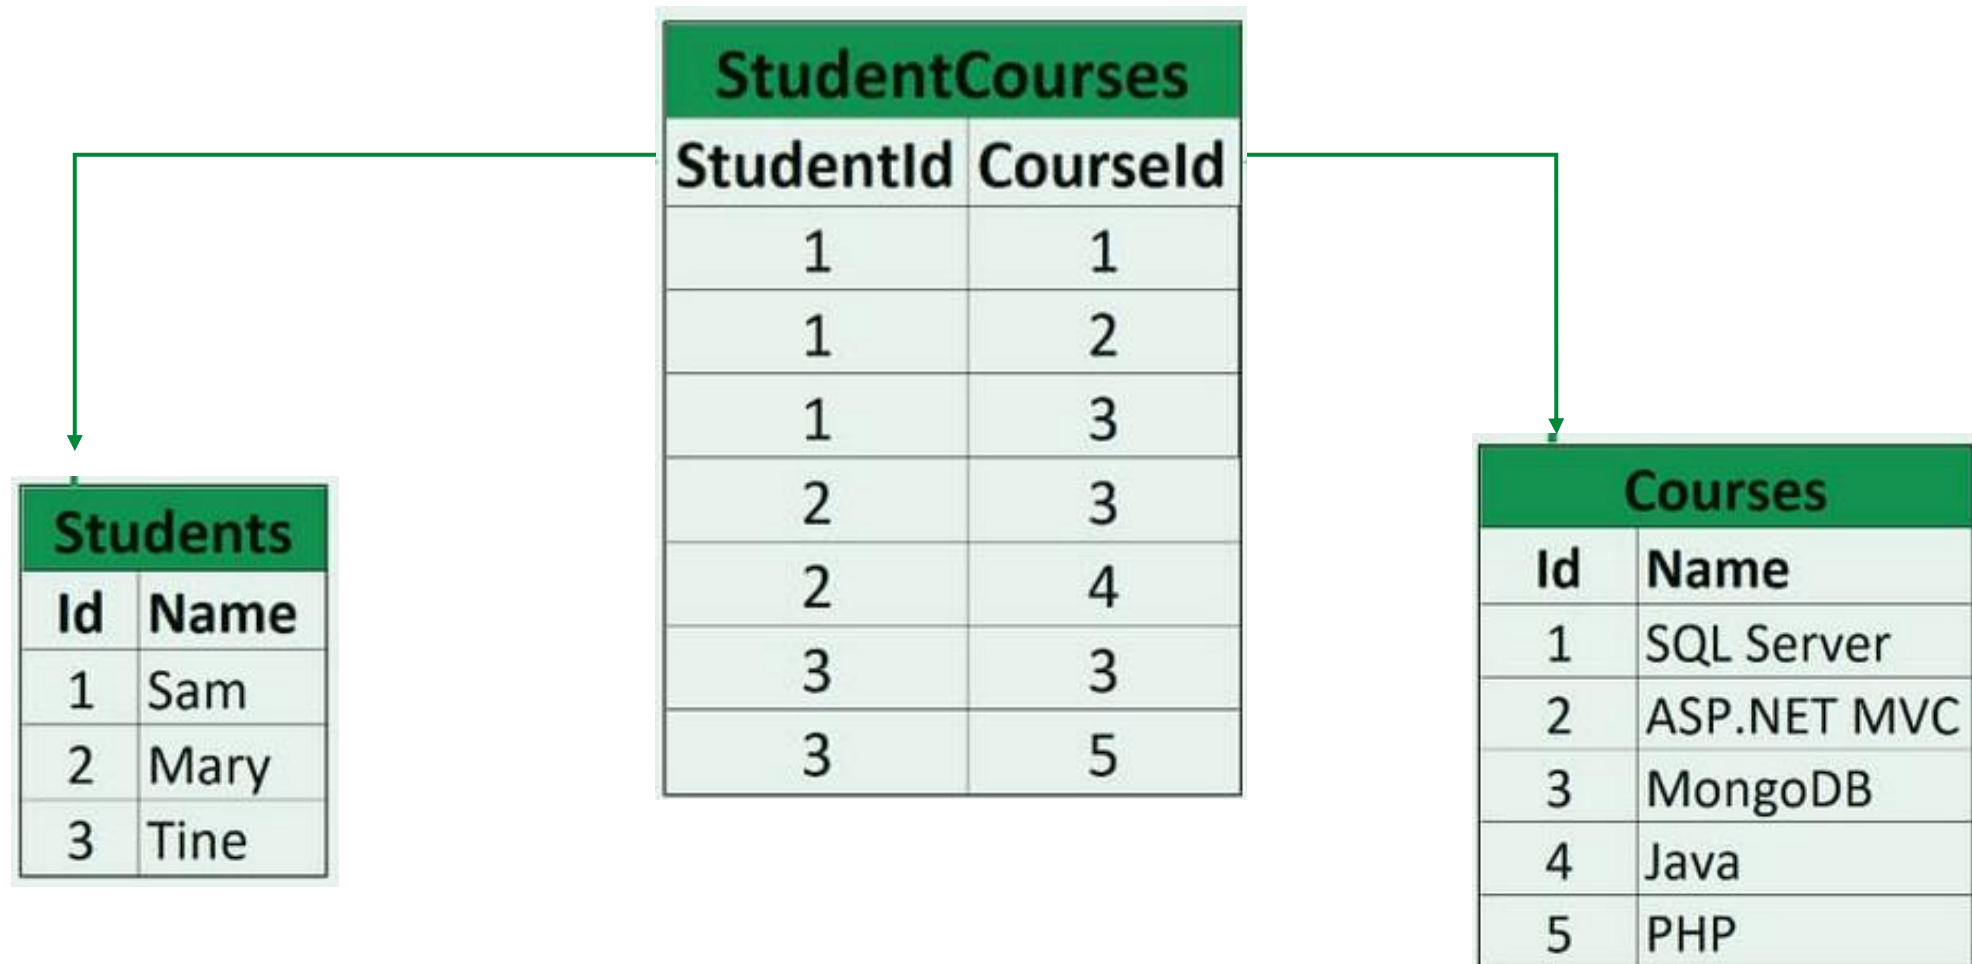 StudentCourses
StudentId CourseId
1 1
1 2
1 3
2 3
2 4
3 3
3 5
Students
Id Name
1 Sam
2 Mary
3 Tine
Courses
Id Name
1 SQL Server
2 ASP.NET MVC
3 MongoDB
4 Java
5 PHP